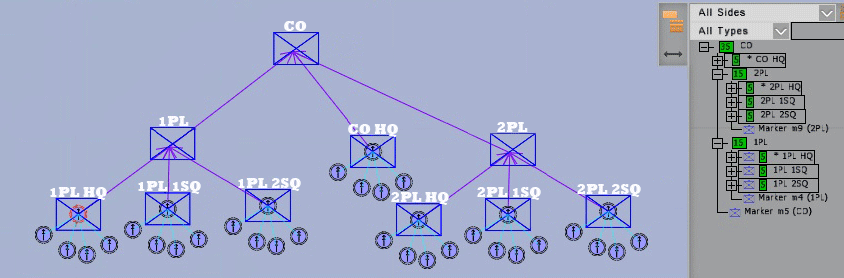 CO
1PL
CO HQ
2PL
1PL HQ
1PL 1SQ
1PL 2SQ
2PL HQ
2PL 1SQ
2PL 2SQ
All Sides
All Types
35 CO
5 * CO HQ
15 2PL
5 * 2PL HQ
5 2PL 1SQ
5 2PL 2SQ
Marker m9 (2PL)
15 1PL
5 * 1PL HQ
5 1PL 1SQ
5 1PL 2SQ
Marker m4 (1PL)
Marker m5 (CO)